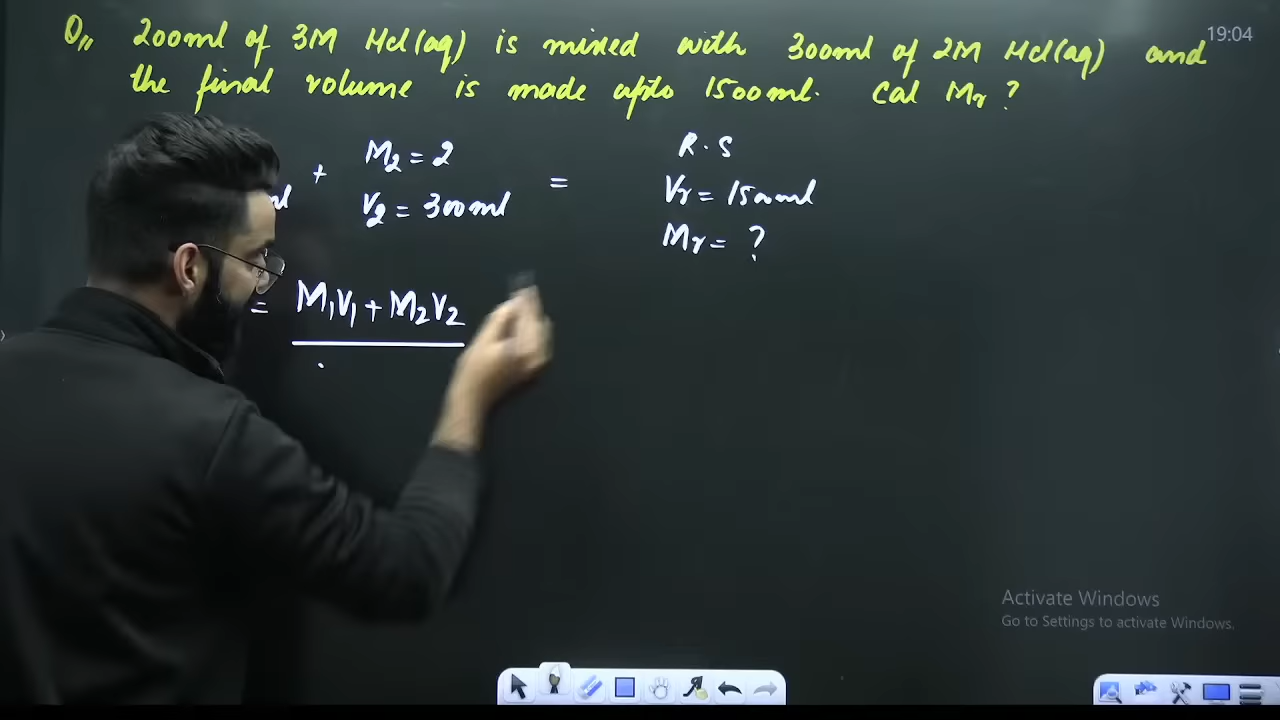 Q,, 200ml of 3M Hcl(aq) is mixed with 300ml of 2M Hcl(aq) and
the final volume is made upto 1500ml. Cal Mr ?
19:04
+ M2 = 2 = R.S
ml V2 = 300ml Vr = 1500ml
Mr = ?
= M1V1 + M2V2
Activate Windows
Go to Settings to activate Windows.